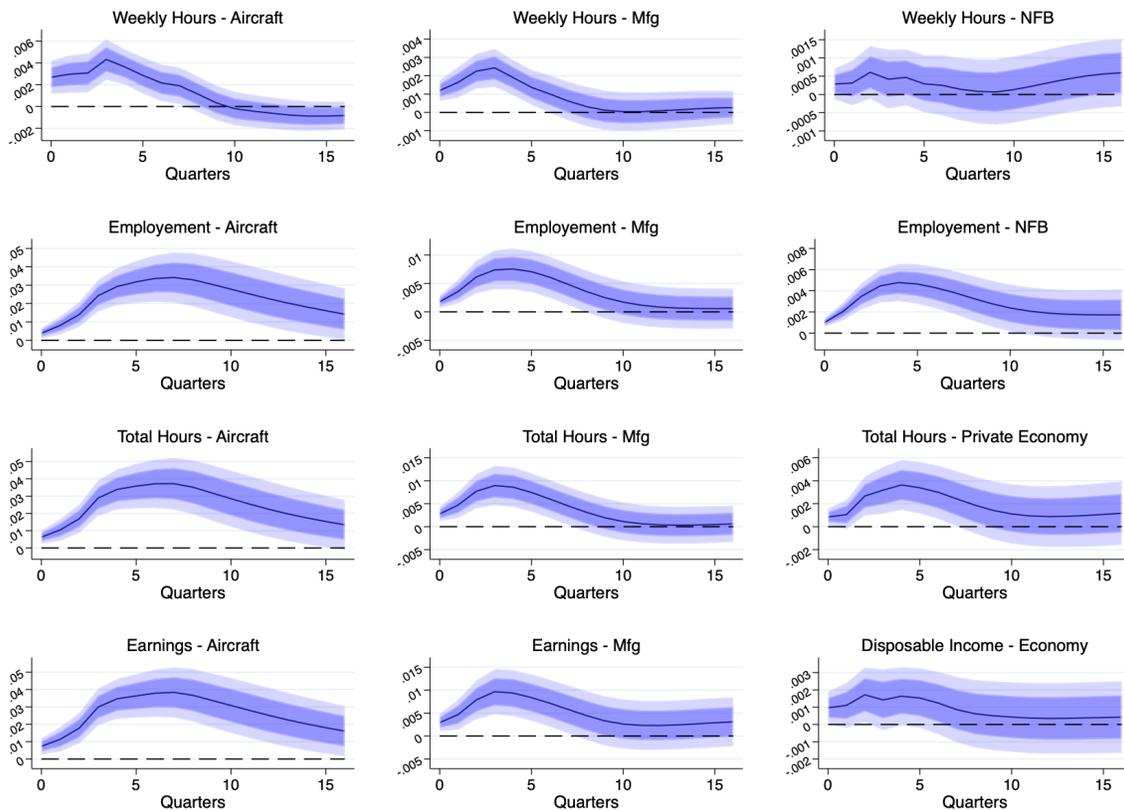 Weekly Hours - Aircraft
.006
.004
.002
0
-.002
0 5 10 15
Quarters
Weekly Hours - Mfg
.004
.003
.002
.001
0
-.001
0 5 10 15
Quarters
Weekly Hours - NFB
.0015
.001
.0005
0
-.0005
-.001
0 5 10 15
Quarters
Employement - Aircraft
.05
.04
.03
.02
.01
0
0 5 10 15
Quarters
Employement - Mfg
.01
.005
0
-.005
0 5 10 15
Quarters
Employement - NFB
.008
.006
.004
.002
0
0 5 10 15
Quarters
Total Hours - Aircraft
.05
.04
.03
.02
.01
0
0 5 10 15
Quarters
Total Hours - Mfg
.015
.01
.005
0
-.005
0 5 10 15
Quarters
Total Hours - Private Economy
.006
.004
.002
0
-.002
0 5 10 15
Quarters
Earnings - Aircraft
.05
.04
.03
.02
.01
0
0 5 10 15
Quarters
Earnings - Mfg
.015
.01
.005
0
-.005
0 5 10 15
Quarters
Disposable Income - Economy
.003
.002
.001
0
-.001
-.002
0 5 10 15
Quarters